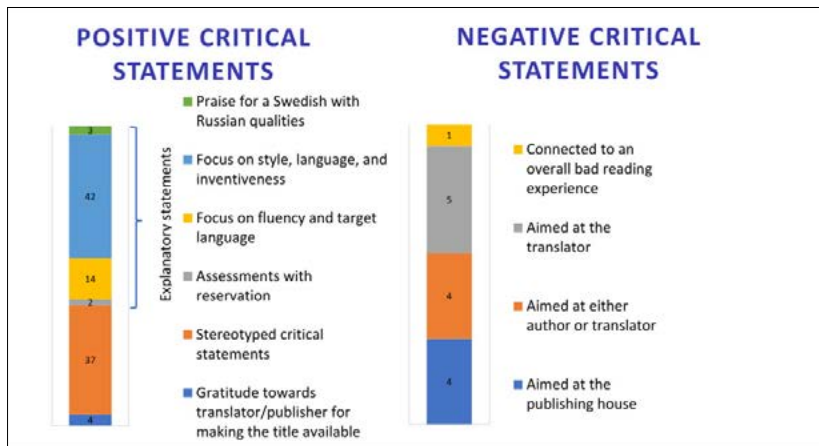 POSITIVE CRITICAL
STATEMENTS
3
42
14
2
37
4
Explanatory statements
Praise for a Swedish with
Russian qualities
Focus on style, language, and
inventiveness
Focus on fluency and target
language
Assessments with
reservation
Stereotyped critical
statements
Gratitude towards
translator/publisher for
making the title available
NEGATIVE CRITICAL
STATEMENTS
1
5
4
4
Connected to an
overall bad reading
experience
Aimed at the
translator
Aimed at either
author or translator
Aimed at the
publishing house